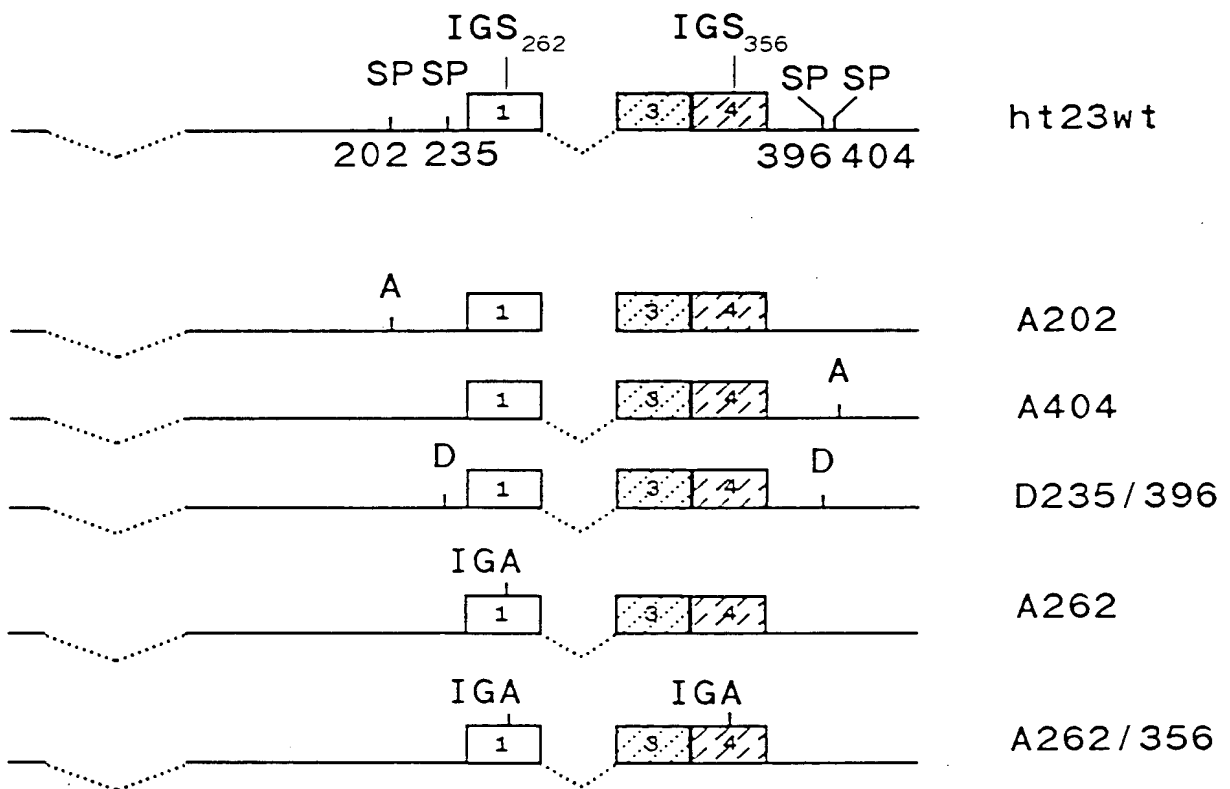 IGS262 IGS356
SP SP SP SP
1 3 4 ht23wt
202 235 396 404
A
1 3 4 A202
A
1 3 4 A404
D D
1 3 4 D235/396
IGA
1 3 4 A262
IGA IGA
1 3 4 A262/356